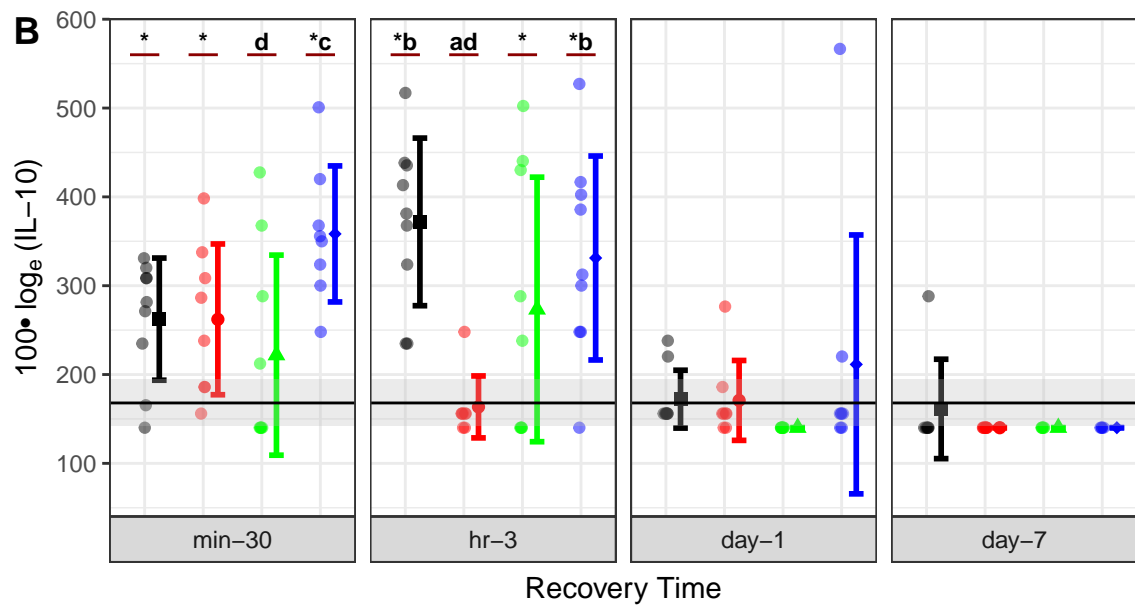 B
100• logₑ (IL−10)
600
500
400
300
200
100
* * d *c
*b ad * *b
min−30 hr−3 day−1 day−7
Recovery Time